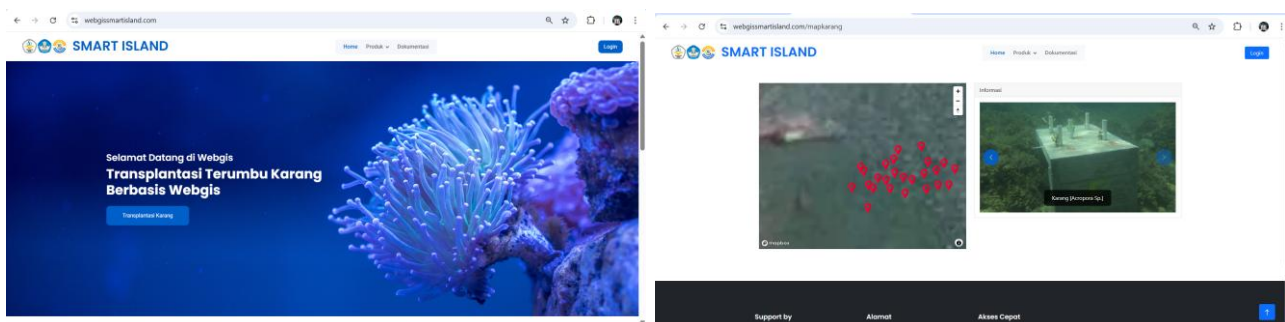 webgissmartisland.com
SMART ISLAND
Home Produk Dokumentasi
Login
Selamat Datang di Webgis
Transplantasi Terumbu Karang
Berbasis Webgis
Transplantasi Karang
webgissmartisland.com/mapkarang
SMART ISLAND
Home Produk Dokumentasi
Login
Informasi
Karang [Acropora Sp.]
mapbox
Support by
Alamat
Akses Cepat